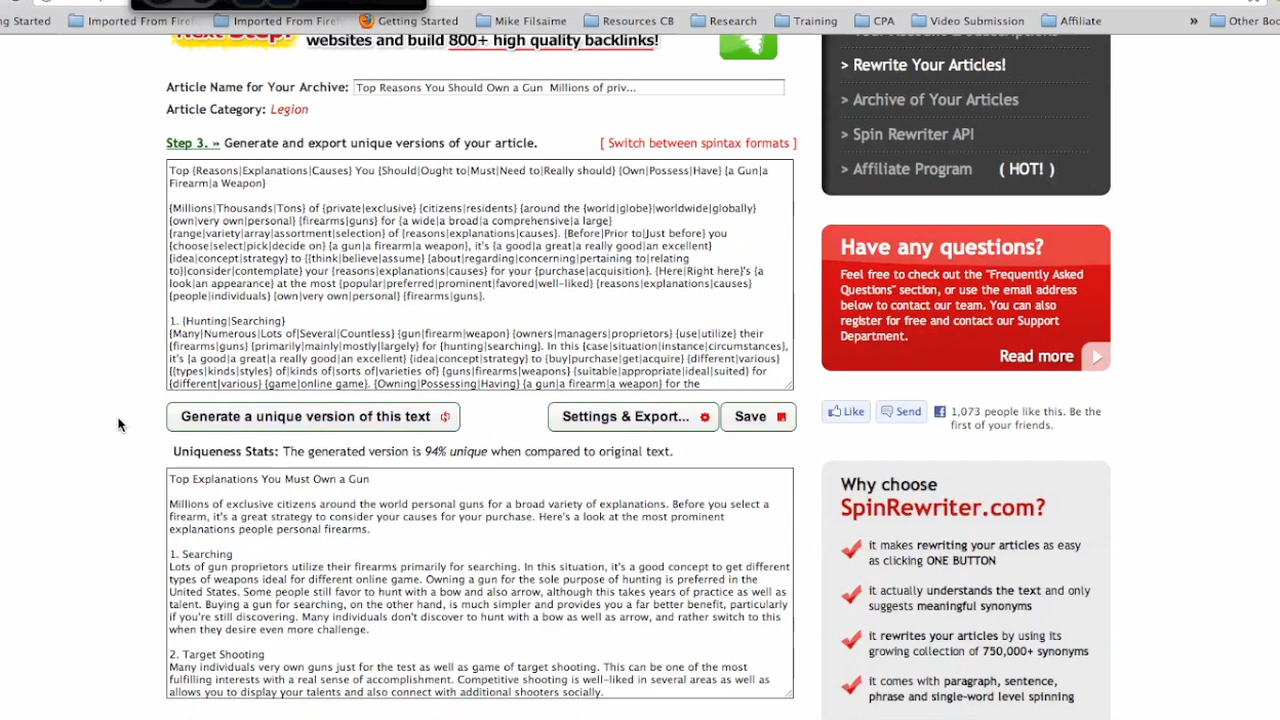 ng Started
Imported From Firef
Imported From Firef
Getting Started
Mike Filsaime
Resources CB
Research
Training
CPA
Video Submission
Affiliate
»
Other Boo
Next Step!
websites and build 800+ high quality backlinks!
Article Name for Your Archive: Top Reasons You Should Own a Gun Millions of priv...
Article Category: Legion
Step 3. » Generate and export unique versions of your article. [ Switch between spintax formats ]
Top {Reasons|Explanations|Causes} You {Should|Ought to|Must|Need to|Really should} {Own|Possess|Have} {a Gun|a
Firearm|a Weapon}
{Millions|Thousands|Tons} of {private|exclusive} {citizens|residents} {around the {world|globe}|worldwide|globally}
{own|very own|personal} {firearms|guns} for {a wide|a broad|a comprehensive|a large}
{range|variety|array|assortment|selection} of {reasons|explanations|causes}. {Before|Prior to|Just before} you
{choose|select|pick|decide on} {a gun|a firearm|a weapon}, it's {a good|a great|a really good|an excellent}
{idea|concept|strategy} to {{think|believe|assume} {about|regarding|concerning|pertaining to|relating
to}|consider|contemplate} your {reasons|explanations|causes} for your {purchase|acquisition}. {Here|Right here}'s {a
look|an appearance} at the most {popular|preferred|prominent|favored|well-liked} {reasons|explanations|causes}
{people|individuals} {own|very own|personal} {firearms|guns}.
1. {Hunting|Searching}
{Many|Numerous|Lots of|Several|Countless} {gun|firearm|weapon} {owners|managers|proprietors} {use|utilize} their
{firearms|guns} {primarily|mainly|mostly|largely} for {hunting|searching}. In this {case|situation|instance|circumstances},
it's {a good|a great|a really good|an excellent} {idea|concept|strategy} to {buy|purchase|get|acquire} {different|various}
{{types|kinds|styles} of|kinds of|sorts of|varieties of} {guns|firearms|weapons} {suitable|appropriate|ideal|suited} for
{different|various} {game|online game}. {Owning|Possessing|Having} {a gun|a firearm|a weapon} for the
Generate a unique version of this text
Settings & Export...
Save
Uniqueness Stats: The generated version is 94% unique when compared to original text.
Top Explanations You Must Own a Gun
Millions of exclusive citizens around the world personal guns for a broad variety of explanations. Before you select a
firearm, it's a great strategy to consider your causes for your purchase. Here's a look at the most prominent
explanations people personal firearms.
1. Searching
Lots of gun proprietors utilize their firearms primarily for searching. In this situation, it's a good concept to get different
types of weapons ideal for different online game. Owning a gun for the sole purpose of hunting is preferred in the
United States. Some people still favor to hunt with a bow and also arrow, although this takes years of practice as well as
talent. Buying a gun for searching, on the other hand, is much simpler and provides you a far better benefit, particularly
if you're still discovering. Many individuals don't discover to hunt with a bow as well as arrow, and rather switch to this
when they desire even more challenge.
2. Target Shooting
Many individuals very own guns just for the test as well as game of target shooting. This can be one of the most
fulfilling interests with a real sense of accomplishment. Competitive shooting is well-liked in several areas as well as
allows you to display your talents and also connect with additional shooters socially.
> Rewrite Your Articles!
> Archive of Your Articles
> Spin Rewriter API
> Affiliate Program ( HOT! )
Have any questions?
Feel free to check out the "Frequently Asked
Questions" section, or use the email address
below to contact our team. You can also
register for free and contact our Support
Department.
Read more
Like
Send
1,073 people like this. Be the
first of your friends.
Why choose
SpinRewriter.com?
it makes rewriting your articles as easy
as clicking ONE BUTTON
it actually understands the text and only
suggests meaningful synonyms
it rewrites your articles by using its
growing collection of 750,000+ synonyms
it comes with paragraph, sentence,
phrase and single-word level spinning